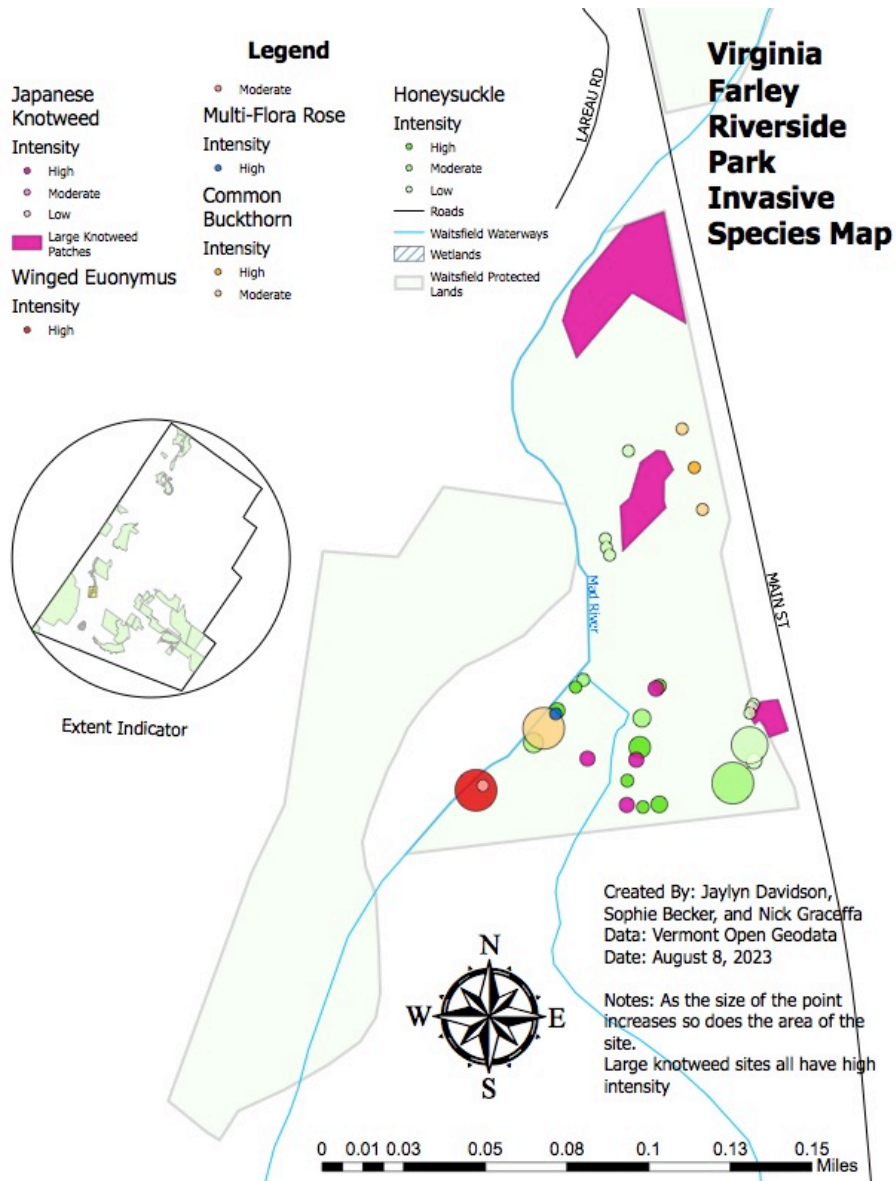 Legend
Japanese
Knotweed
Intensity
High
Moderate
Low
Large Knotweed
Patches
Winged Euonymus
Intensity
High
Moderate
Multi-Flora Rose
Intensity
High
Common
Buckthorn
Intensity
High
Moderate
Honeysuckle
Intensity
High
Moderate
Low
Roads
Waitsfield Waterways
Wetlands
Waitsfield Protected
Lands
Virginia
Farley
Riverside
Park
Invasive
Species Map
LAREAU RD
MAIN ST
Mad River
Extent Indicator
Created By: Jaylyn Davidson,
Sophie Becker, and Nick Graceffa
Data: Vermont Open Geodata
Date: August 8, 2023
Notes: As the size of the point
increases so does the area of the
site.
Large knotweed sites all have high
intensity
N
W E
S
0 0.01 0.03 0.05 0.08 0.1 0.13 0.15
Miles